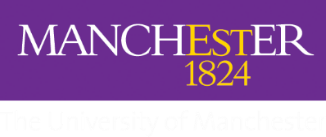 MANCHESTER
1824
The University of Manchester